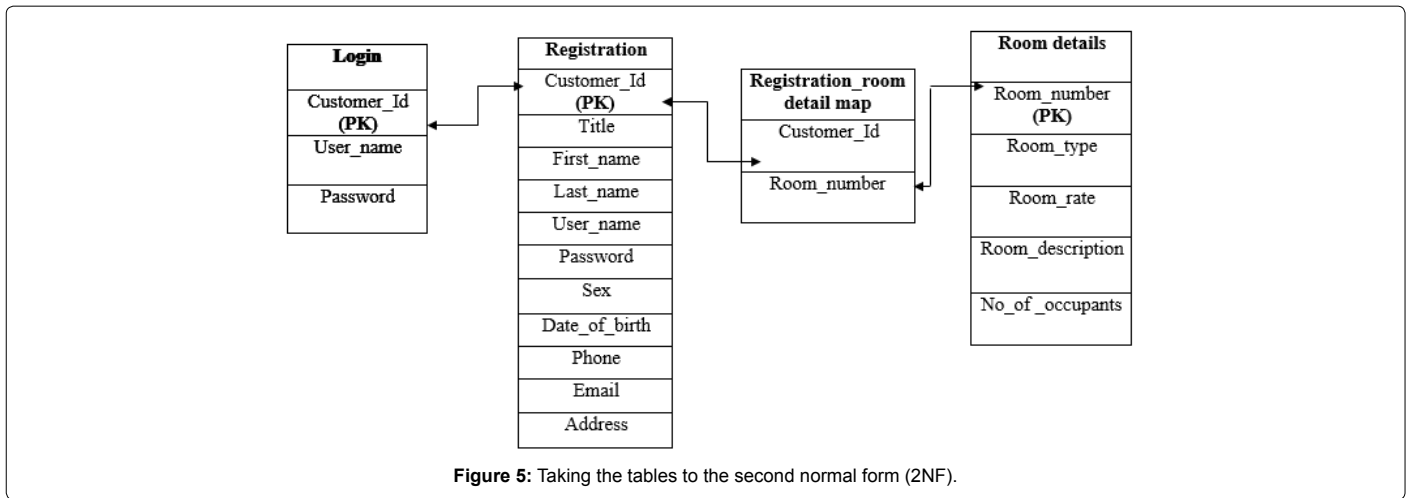 Login
Customer_Id
(PK)
User_name
Password
Registration
Customer_Id
(PK)
Title
First_name
Last_name
User_name
Password
Sex
Date_of_birth
Phone
Email
Address
Registration_room
detail map
Customer_Id
Room_number
Room details
Room_number
(PK)
Room_type
Room_rate
Room_description
No_of _occupants
Figure 5: Taking the tables to the second normal form (2NF).